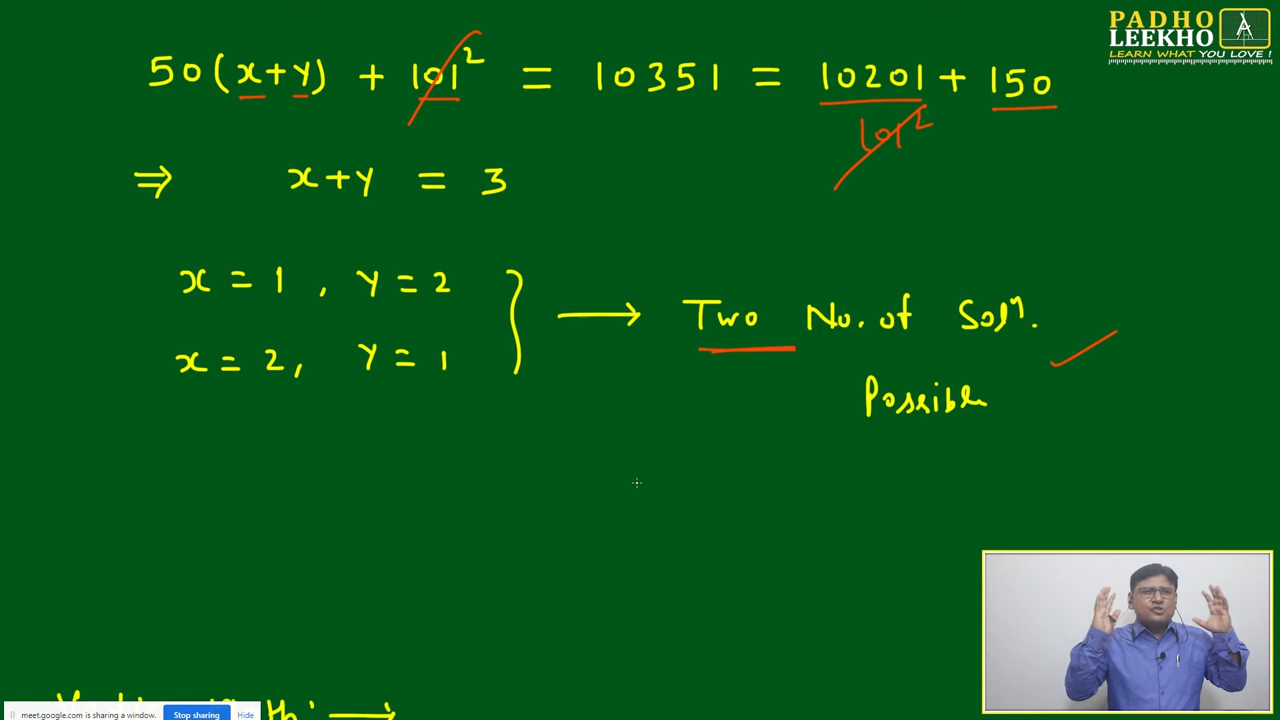 PADHO
LEEKHO
LEARN WHAT YOU LOVE !
50(x+y) + 101² = 10351 = 10201 + 150
101²
⇒ x+y = 3
x = 1 , y = 2
x = 2, y = 1
→ Two No. of Solⁿ.
Possible
meet.google.com is sharing a window. Stop sharing Hide